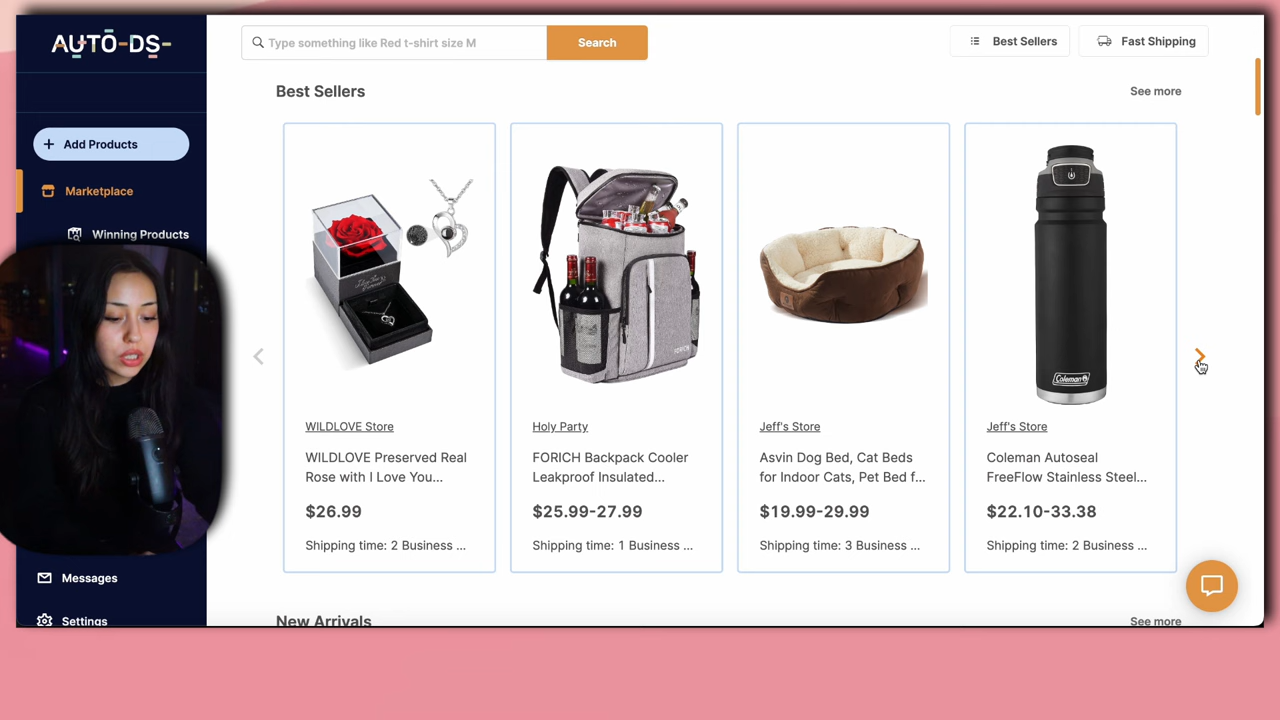 AUTO-DS-
Type something like Red t-shirt size M
Search
Best Sellers
Fast Shipping
Add Products
Marketplace
Winning Products
Messages
Settings
Best Sellers
See more
WILDLOVE Store
WILDLOVE Preserved Real
Rose with I Love You...
$26.99
Shipping time: 2 Business ...
FORICH
Holy Party
FORICH Backpack Cooler
Leakproof Insulated...
$25.99-27.99
Shipping time: 1 Business ...
Jeff's Store
Asvin Dog Bed, Cat Beds
for Indoor Cats, Pet Bed f...
$19.99-29.99
Shipping time: 3 Business ...
Coleman
Jeff's Store
Coleman Autoseal
FreeFlow Stainless Steel...
$22.10-33.38
Shipping time: 2 Business ...
New Arrivals
See more